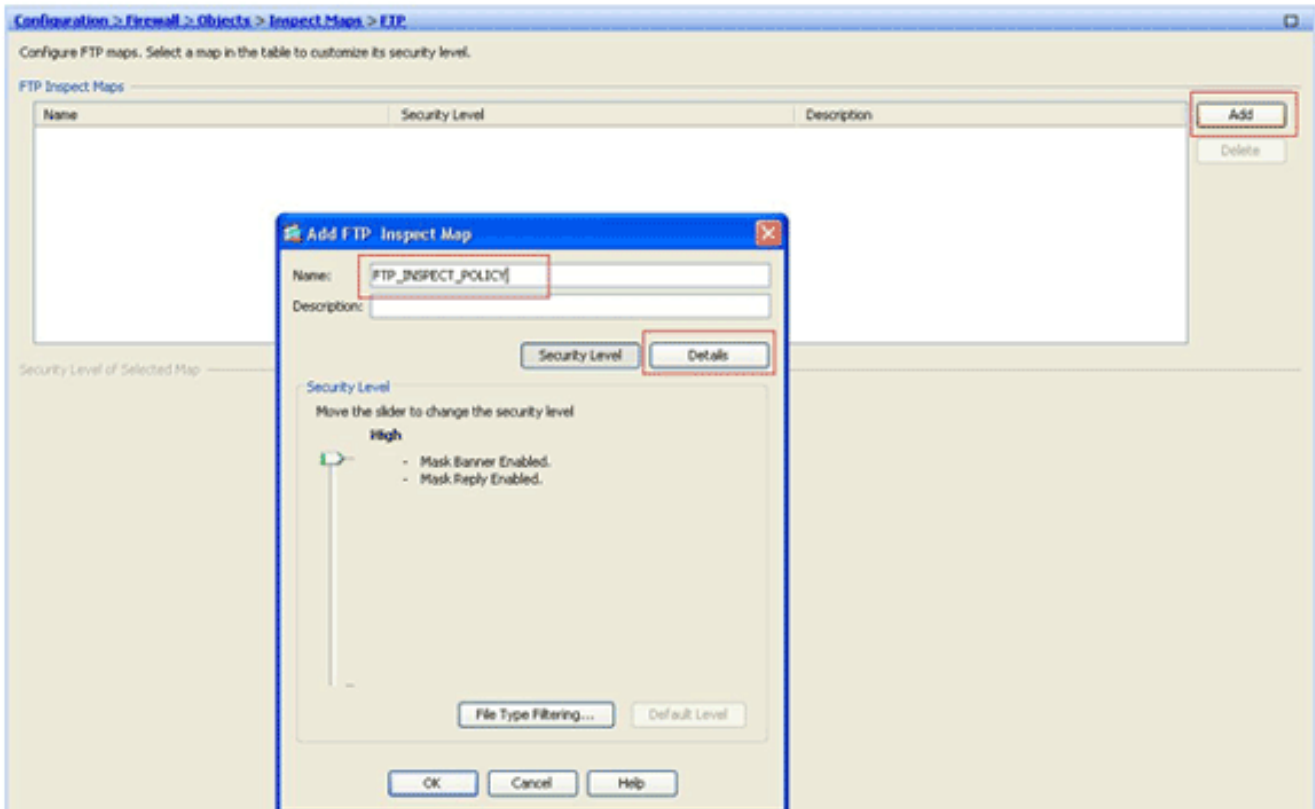 Configuration > Firewall > Objects > Inspect Maps > FTP
Configure FTP maps. Select a map in the table to customize its security level.
FTP Inspect Maps
Name Security Level Description
Add
Delete
Add FTP Inspect Map
Name: FTP_INSPECT_POLICY
Description:
Security Level Details
Security Level of Selected Map
Security Level
Move the slider to change the security level
High
- Mask Banner Enabled.
- Mask Reply Enabled.
File Type Filtering... Default Level
OK Cancel Help